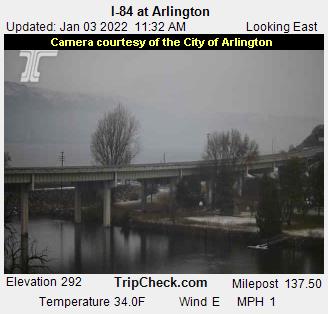 I-84 at Arlington
Updated: Jan 03 2022 11:32 AM Looking East
Camera courtesy of the City of Arlington
Elevation 292 TripCheck.com Milepost 137.50
Temperature 34.0F Wind E MPH 1